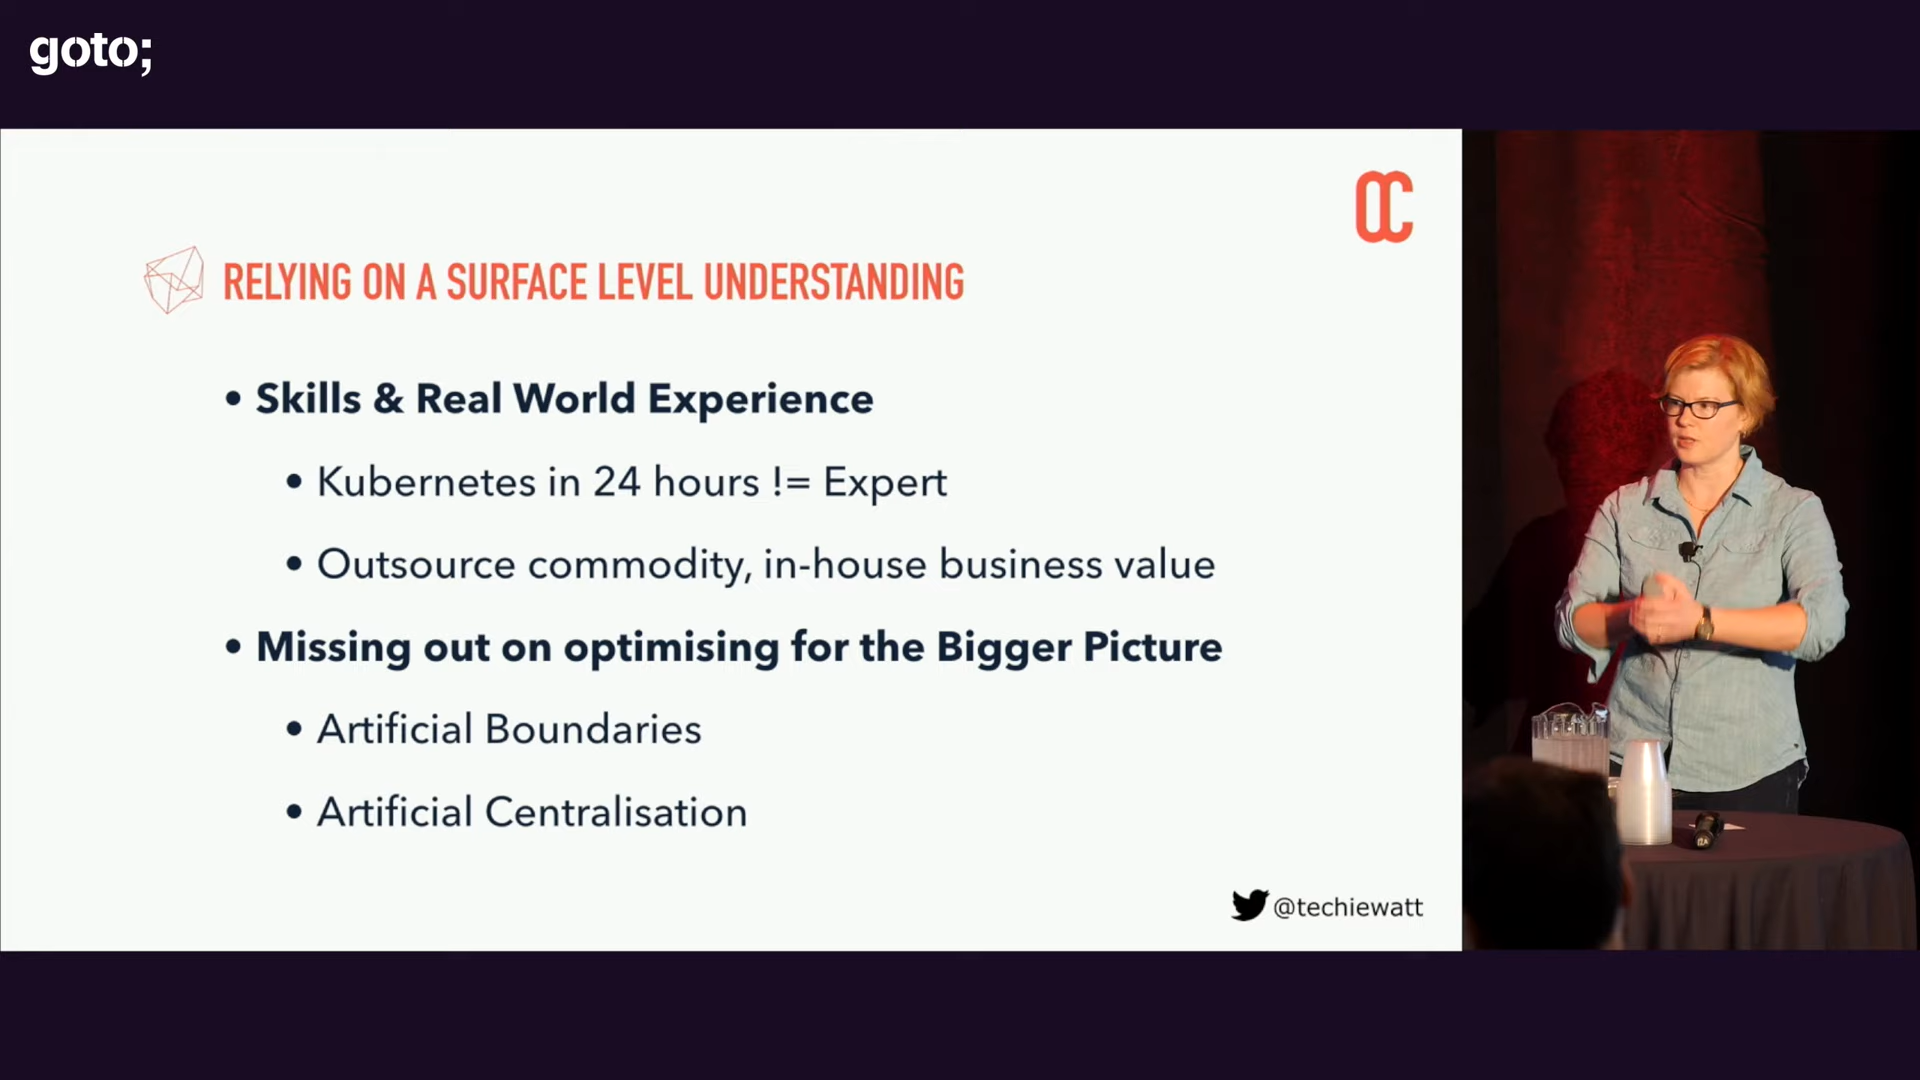 goto;
RELYING ON A SURFACE LEVEL UNDERSTANDING
• Skills & Real World Experience
• Kubernetes in 24 hours != Expert
• Outsource commodity, in-house business value
• Missing out on optimising for the Bigger Picture
• Artificial Boundaries
• Artificial Centralisation
@techiewatt